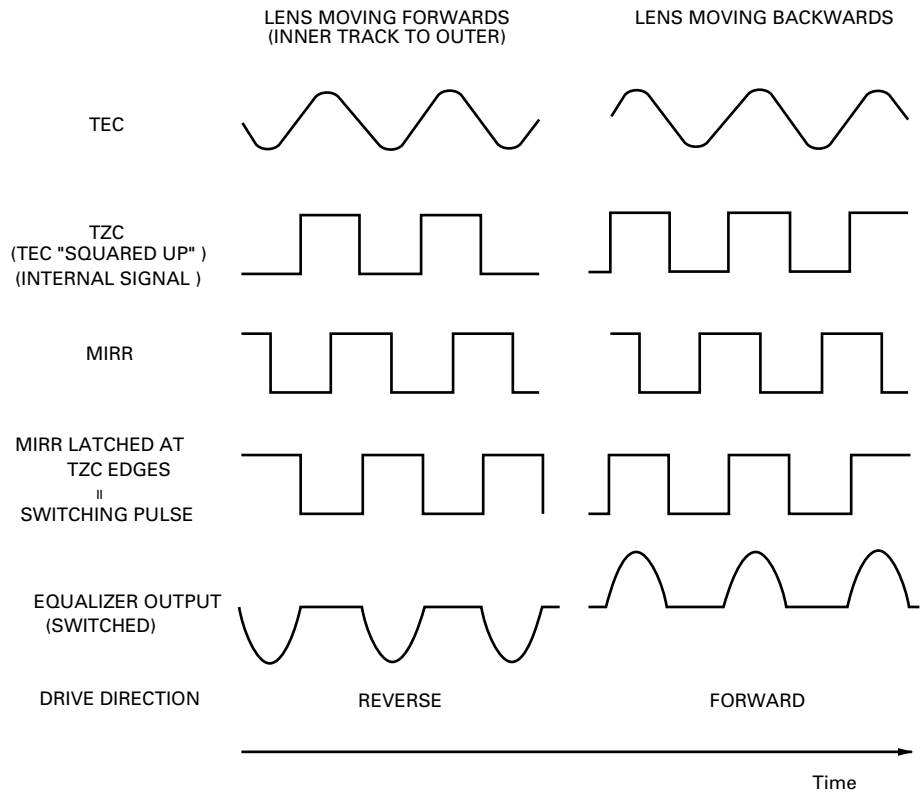 LENS MOVING FORWARDS
(INNER TRACK TO OUTER)
LENS MOVING BACKWARDS
TEC
TZC
(TEC "SQUARED UP" )
(INTERNAL SIGNAL )
MIRR
MIRR LATCHED AT
TZC EDGES
=
SWITCHING PULSE
EQUALIZER OUTPUT
(SWITCHED)
DRIVE DIRECTION
REVERSE
FORWARD
Time